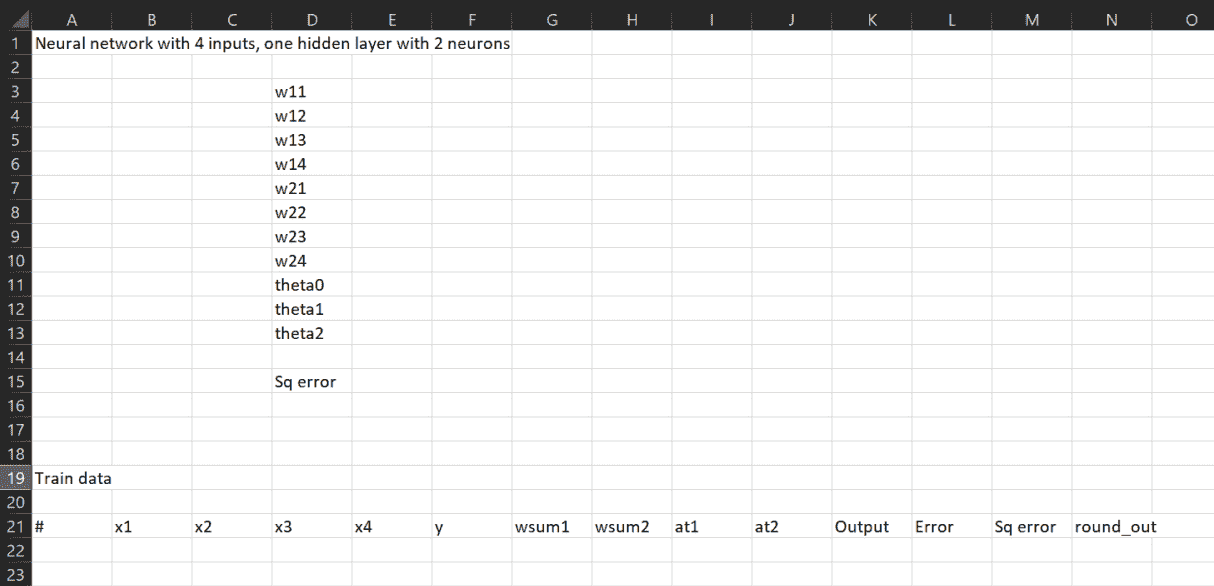 A B C D E F G H I J K L M N O
1 Neural network with 4 inputs, one hidden layer with 2 neurons
2
3 w11
4 w12
5 w13
6 w14
7 w21
8 w22
9 w23
10 w24
11 theta0
12 theta1
13 theta2
14
15 Sq error
16
17
18
19 Train data
20
21 # x1 x2 x3 x4 y wsum1 wsum2 at1 at2 Output Error Sq error round_out
22
23